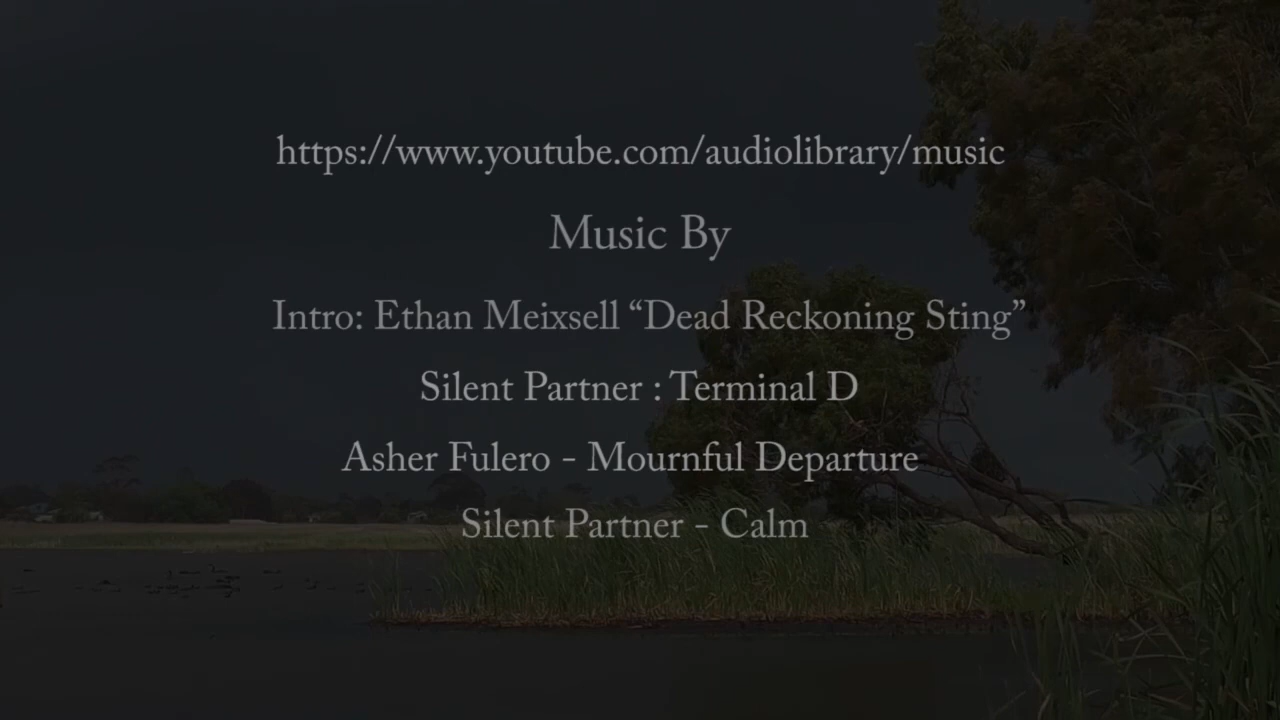 https://www.youtube.com/audiolibrary/music
Music By
Intro: Ethan Meixsell “Dead Reckoning Sting”
Silent Partner : Terminal D
Asher Fulero - Mournful Departure
Silent Partner - Calm